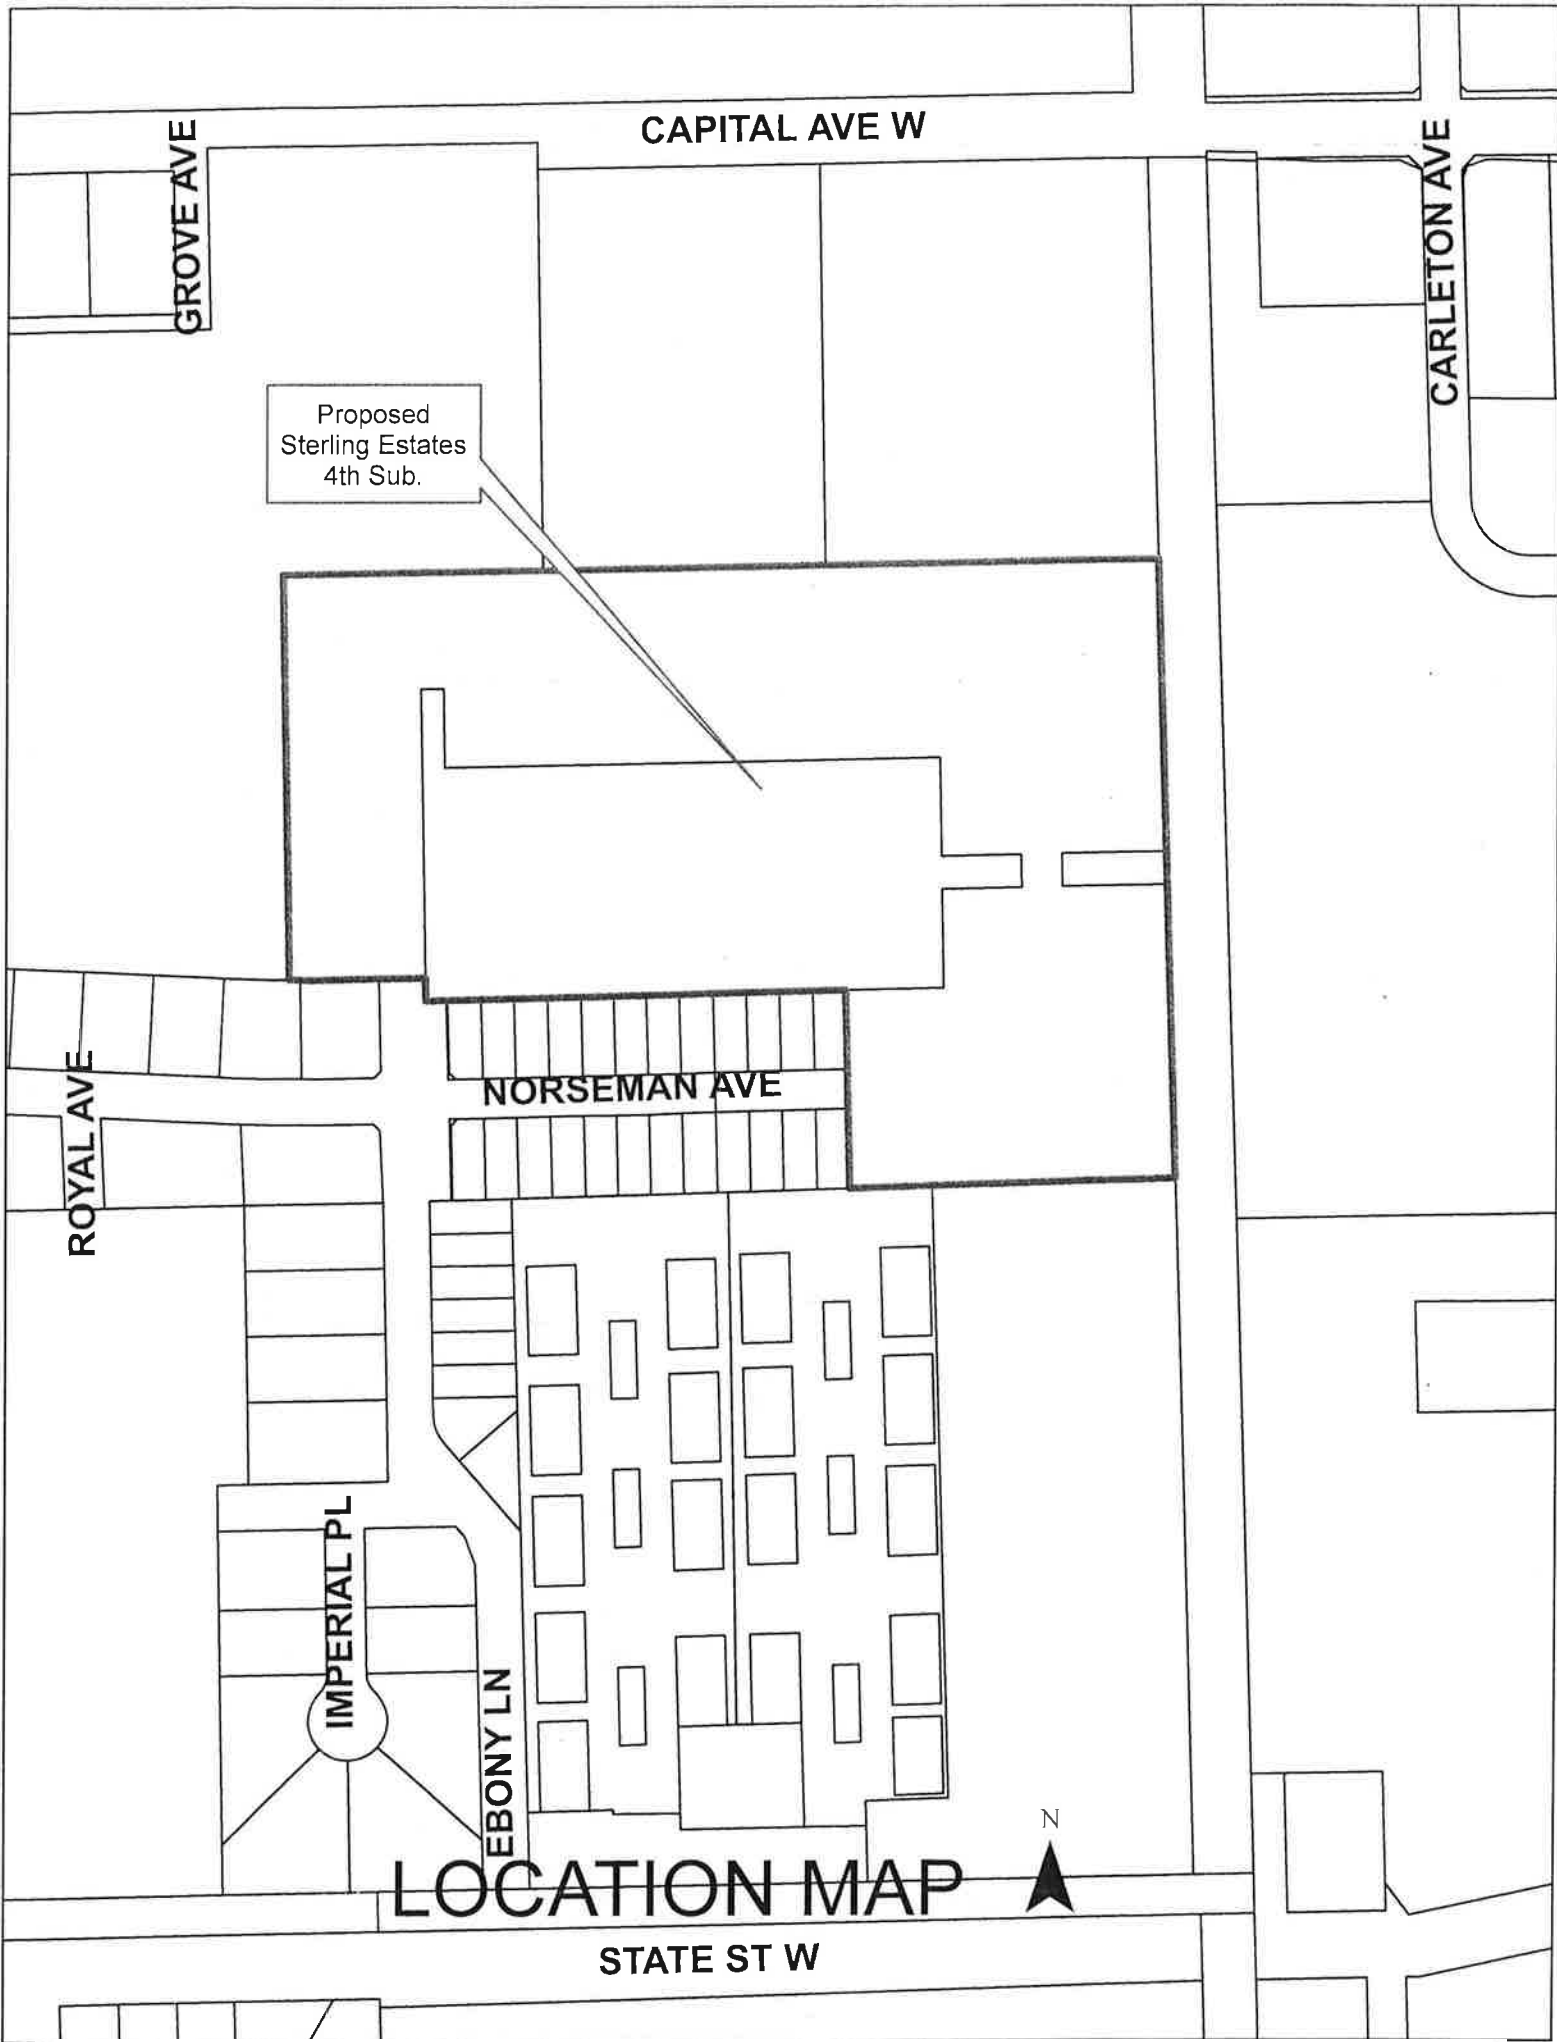 CAPITAL AVE W
GROVE AVE
CARLETON AVE
Proposed
Sterling Estates
4th Sub.
NORSEMAN AVE
ROYAL AVE
IMPERIAL PL
EBONY LN
N
LOCATION MAP
STATE ST W